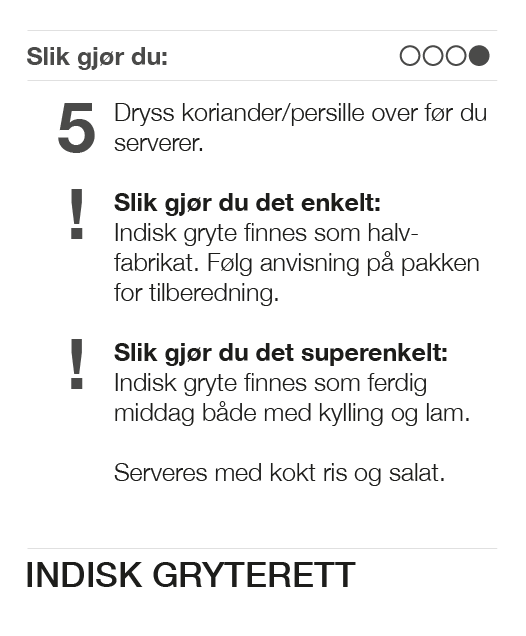 Slik gjør du:
5 Dryss koriander/persille over før du
serverer.
! Slik gjør du det enkelt:
Indisk gryte finnes som halv-
fabrikat. Følg anvisning på pakken
for tilberedning.
! Slik gjør du det superenkelt:
Indisk gryte finnes som ferdig
middag både med kylling og lam.
Serveres med kokt ris og salat.
INDISK GRYTERETT